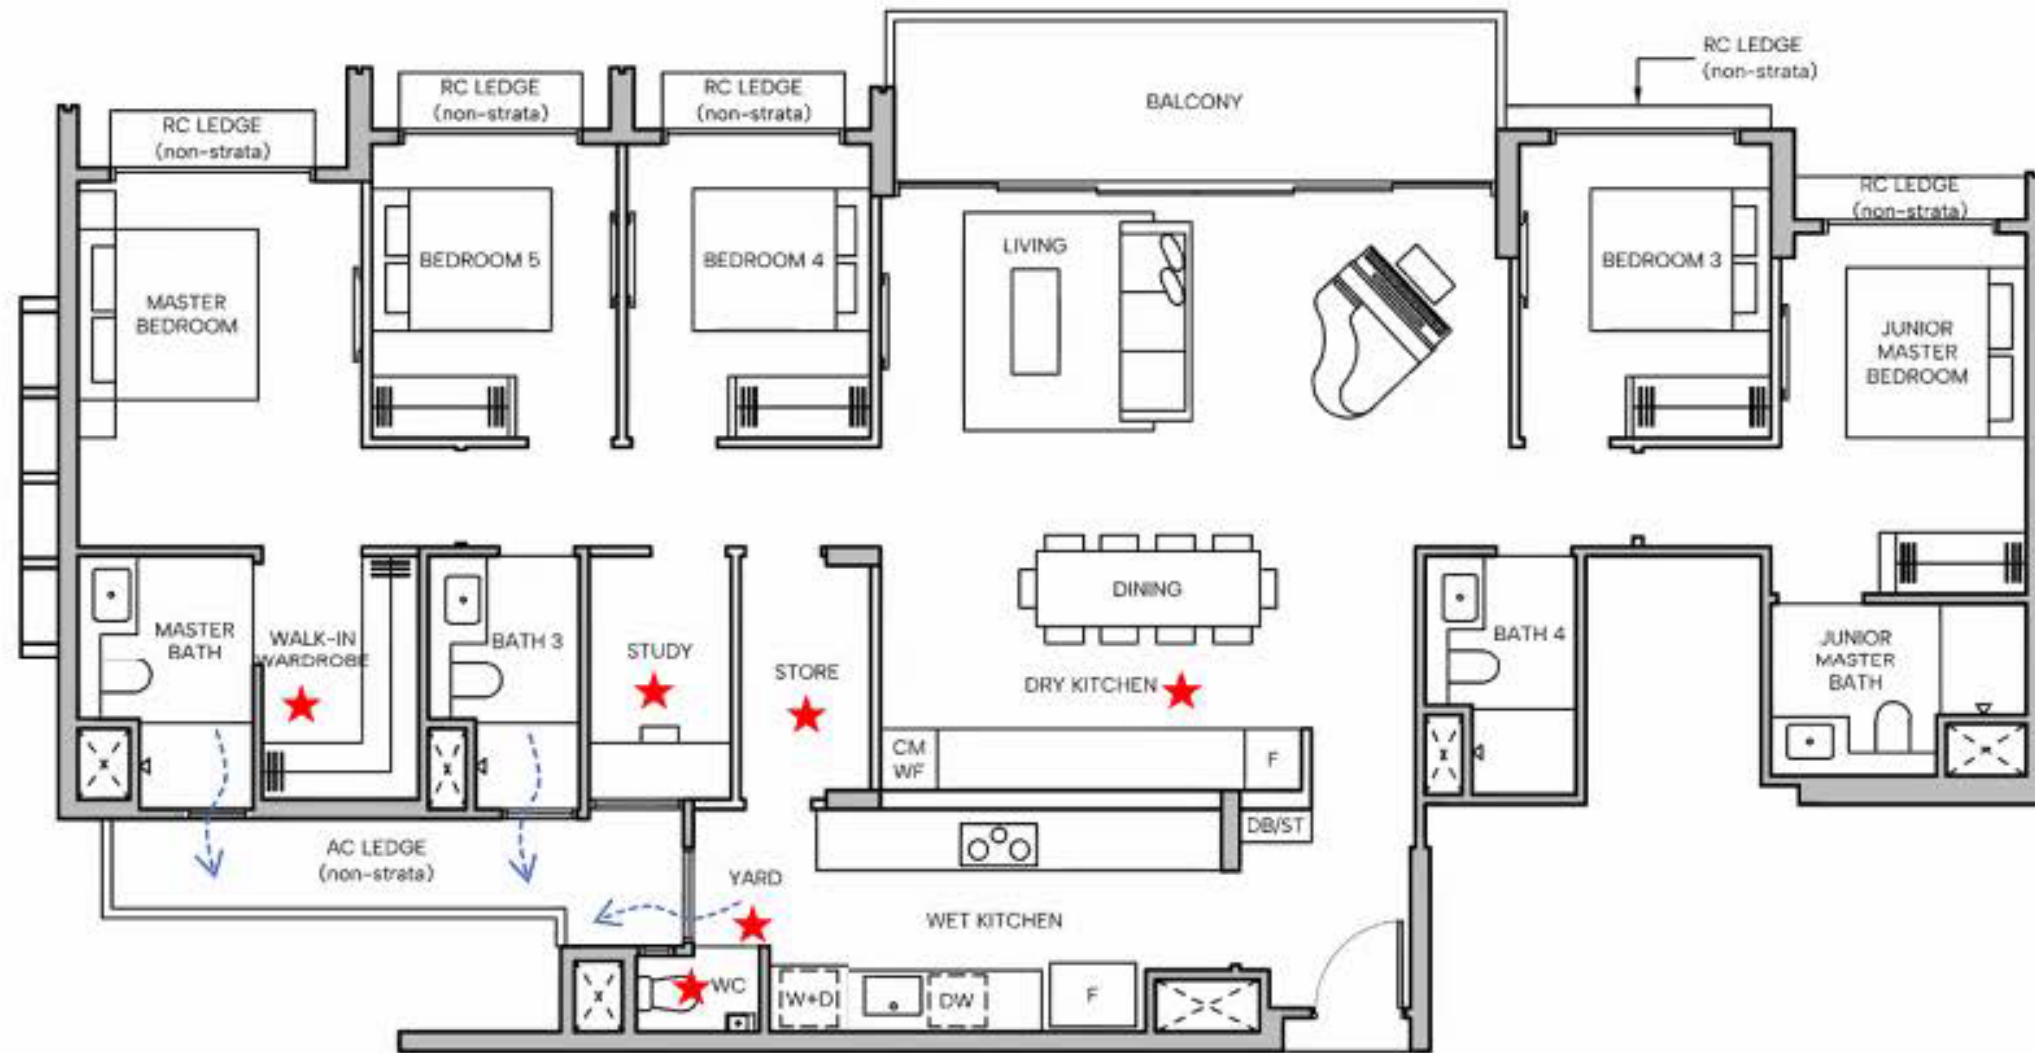 RC LEDGE
(non-strata)
BALCONY
RC LEDGE
(non-strata)
RC LEDGE
(non-strata)
RC LEDGE
(non-strata)
RC LEDGE
(non-strata)
BEDROOM 5
BEDROOM 4
LIVING
BEDROOM 3
MASTER
BEDROOM
JUNIOR
MASTER
BEDROOM
DINING
MASTER
BATH
WALK-IN
WARDROBE
BATH 3
STUDY
STORE
DRY KITCHEN
BATH 4
JUNIOR
MASTER
BATH
CM
WF
F
DB/ST
AC LEDGE
(non-strata)
YARD
WET KITCHEN
WC
W+D
DW
F